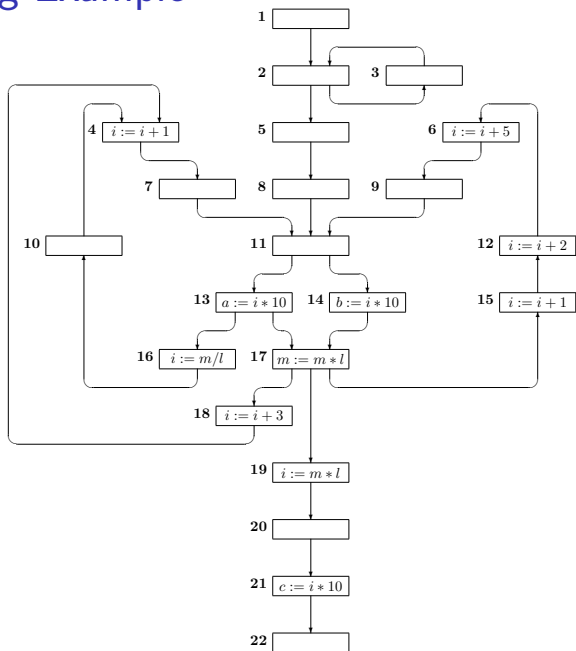 g Example
1
2
3
4 i := i + 1
5
6 i := i + 5
7
8
9
10
11
12 i := i + 2
13 a := i ∗ 10
14 b := i ∗ 10
15 i := i + 1
16 i := m/l
17 m := m ∗ l
18 i := i + 3
19 i := m ∗ l
20
21 c := i ∗ 10
22